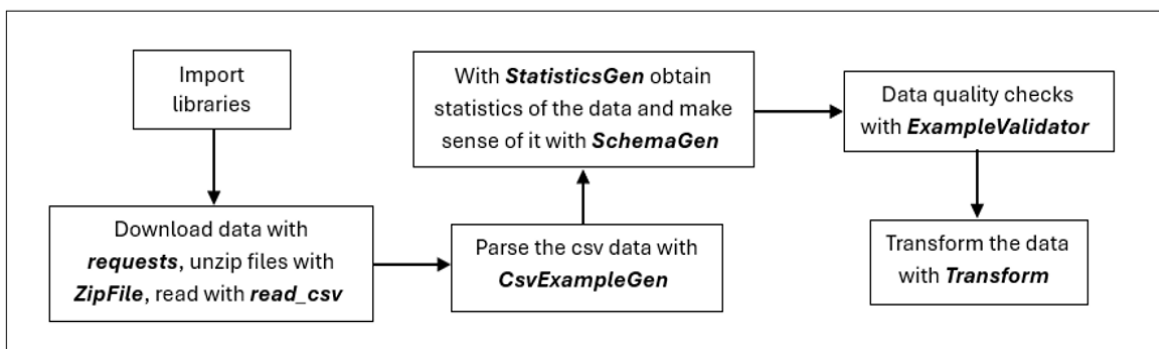 Import
libraries
Download data with
requests, unzip files with
ZipFile, read with read_csv
Parse the csv data with
CsvExampleGen
With StatisticsGen obtain
statistics of the data and make
sense of it with SchemaGen
Data quality checks
with ExampleValidator
Transform the data
with Transform